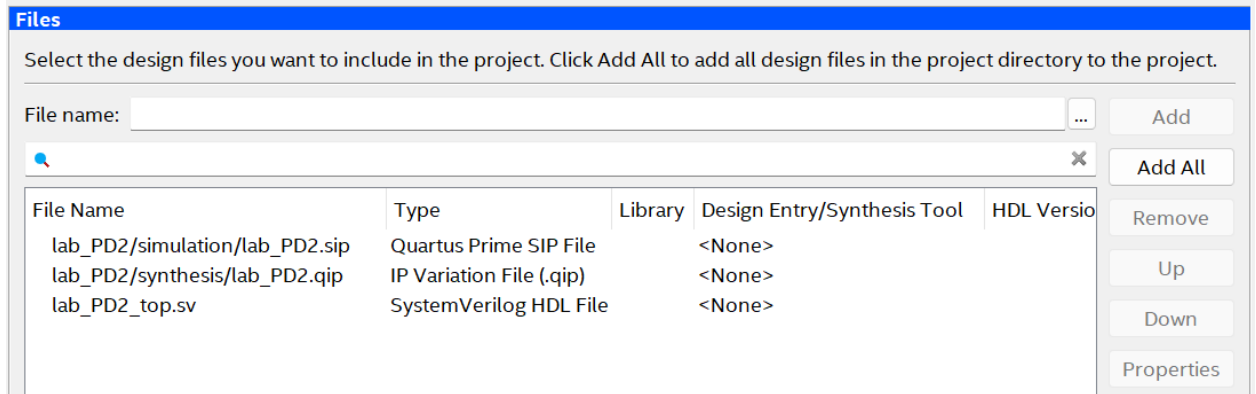 Files
Select the design files you want to include in the project. Click Add All to add all design files in the project directory to the project.
File name: ... Add
Add All
File Name Type Library Design Entry/Synthesis Tool HDL Versio
Remove
lab_PD2/simulation/lab_PD2.sip Quartus Prime SIP File <None>
lab_PD2/synthesis/lab_PD2.qip IP Variation File (.qip) <None>
Up
lab_PD2_top.sv SystemVerilog HDL File <None>
Down
Properties